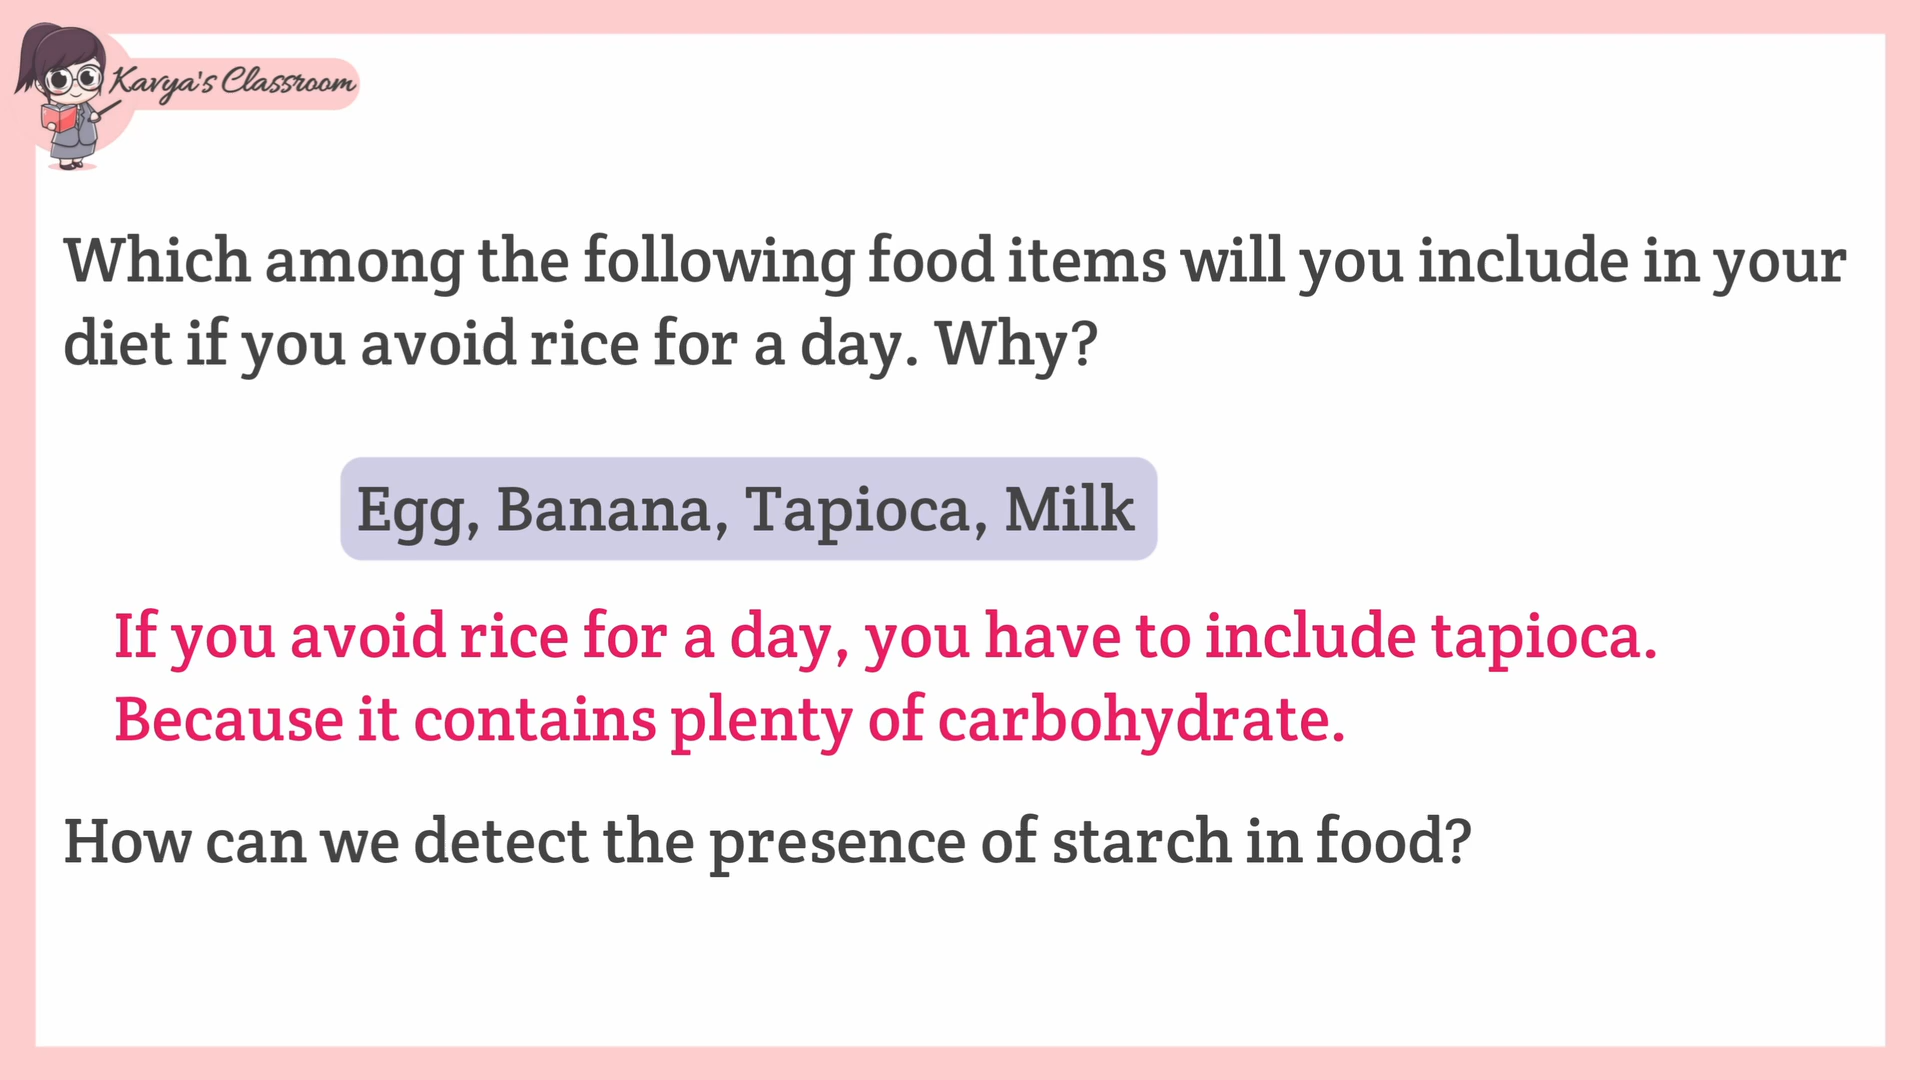 Kavya's Classroom
Which among the following food items will you include in your
diet if you avoid rice for a day. Why?
Egg, Banana, Tapioca, Milk
If you avoid rice for a day, you have to include tapioca.
Because it contains plenty of carbohydrate.
How can we detect the presence of starch in food?